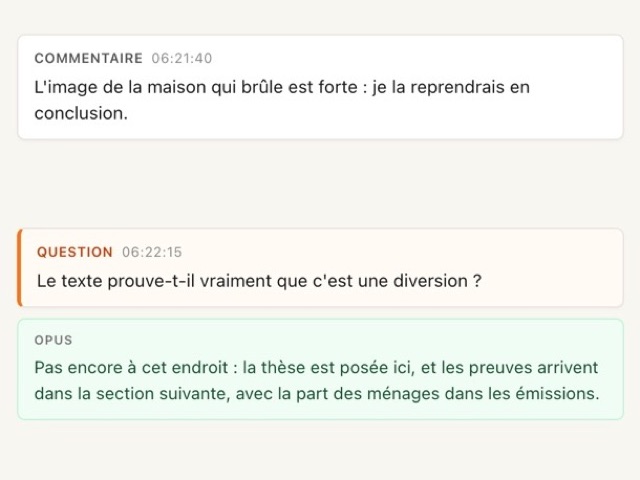 COMMENTAIRE 06:21:40
L'image de la maison qui brûle est forte : je la reprendrais en
conclusion.
QUESTION 06:22:15
Le texte prouve-t-il vraiment que c'est une diversion ?
OPUS
Pas encore à cet endroit : la thèse est posée ici, et les preuves arrivent
dans la section suivante, avec la part des ménages dans les émissions.